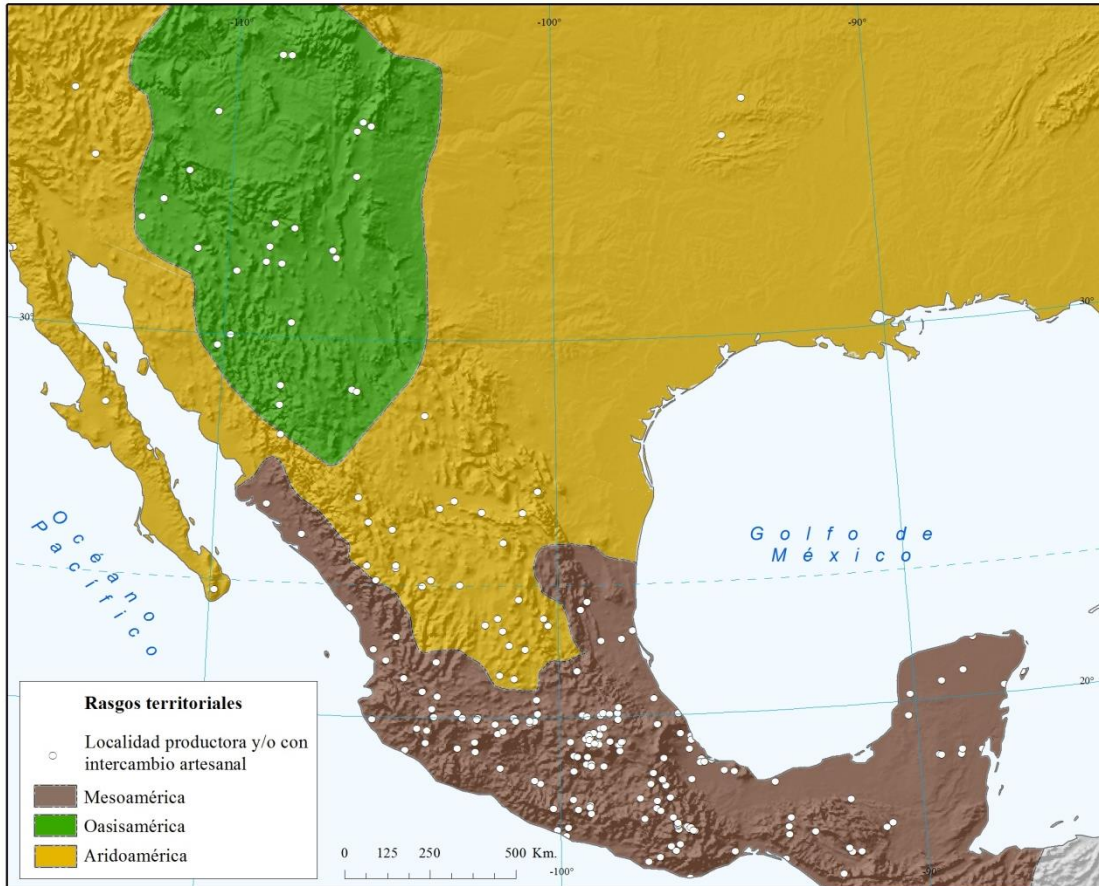 -110°
-100°
-90°
30°
30°
Océano
Pacífico
Golfo de
México
20°
Rasgos territoriales
Localidad productora y/o con
intercambio artesanal
Mesoamérica
Oasisamérica
Aridoamérica
0 125 250 500 Km.
-100°
-90°